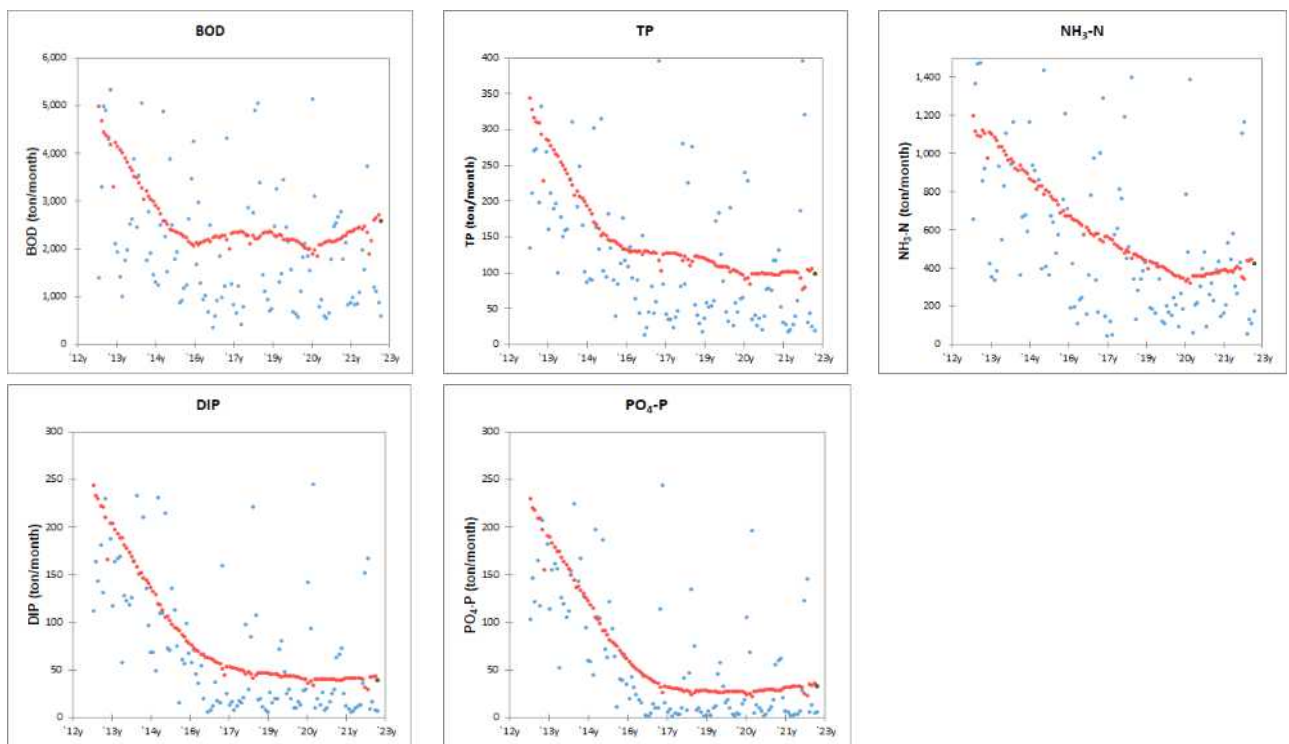 BOD
BOD (ton/month)
6,000
5,000
4,000
3,000
2,000
1,000
0
`12y `13y `14y `16y `17y `18y `20y `21y `23y
TP
TP (ton/month)
400
350
300
250
200
150
100
50
0
`12y `13y `14y `16y `17y `19y `20y `21y `23y
NH₃-N
NH₃-N (ton/month)
1,400
1,200
1,000
800
600
400
200
0
`12y `13y `14y `16y `17y `18y `20y `21y `23y
DIP
DIP (ton/month)
300
250
200
150
100
50
0
`12y `13y `14y `16y `17y `19y `20y `21y `23y
PO₄-P
PO₄-P (ton/month)
300
250
200
150
100
50
0
`12y `13y `14y `16y `17y `18y `20y `21y `23y